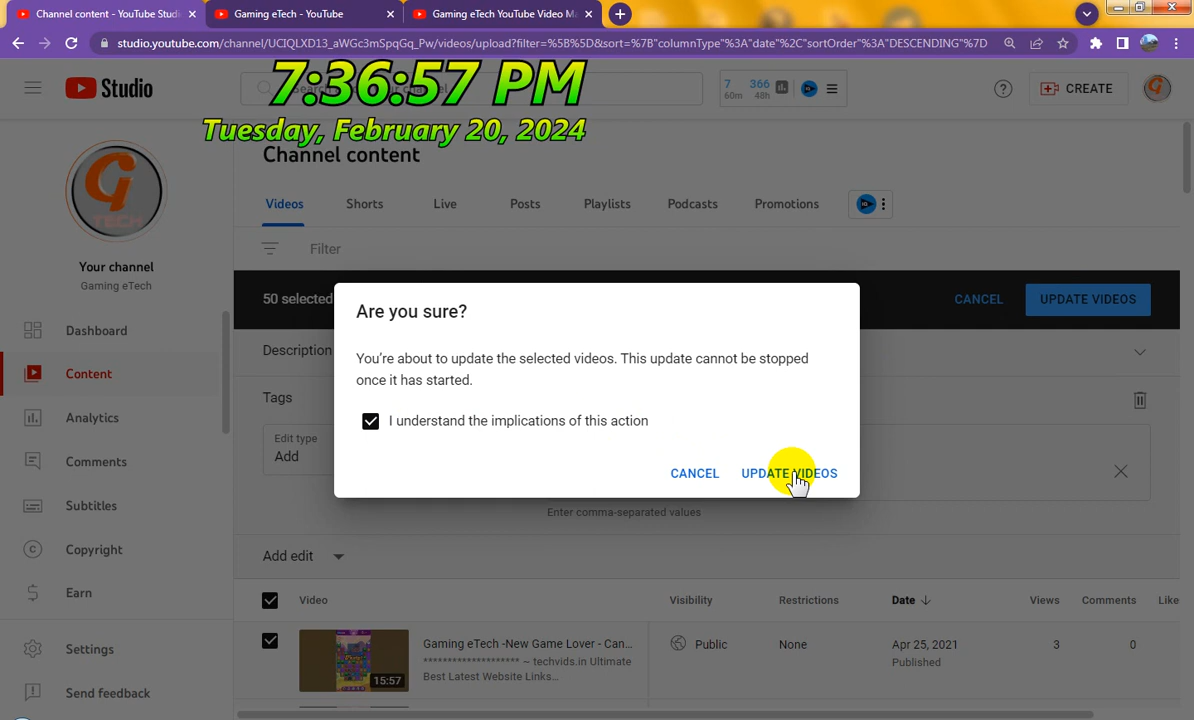 Channel content - YouTube Studi
Gaming eTech - YouTube
Gaming eTech YouTube Video Ma
studio.youtube.com/channel/UCIQLXD13_aWGc3mSpqGq_Pw/videos/upload?filter=%5B%5D&sort=%7B"columnType"%3A"date"%2C"sortOrder"%3A"DESCENDING"%7D
Studio
7:36:57 PM
7
60m
366
48h
CREATE
Tuesday, February 20, 2024
Channel content
G
TECH
Videos
Shorts
Live
Posts
Playlists
Podcasts
Promotions
Filter
Your channel
Gaming eTech
50 selected
CANCEL
UPDATE VIDEOS
Are you sure?
Dashboard
Description
You're about to update the selected videos. This update cannot be stopped
once it has started.
Content
Tags
I understand the implications of this action
Analytics
Edit type
Add
Comments
CANCEL
UPDATE VIDEOS
Subtitles
Enter comma-separated values
Copyright
Add edit
Earn
Video
Visibility
Restrictions
Date
Views
Comments
Like
Settings
Gaming eTech -New Game Lover - Can...
******************** ~ techvids.in Ultimate
Best Latest Website Links...
15:57
Public
None
Apr 25, 2021
Published
3
0
Send feedback